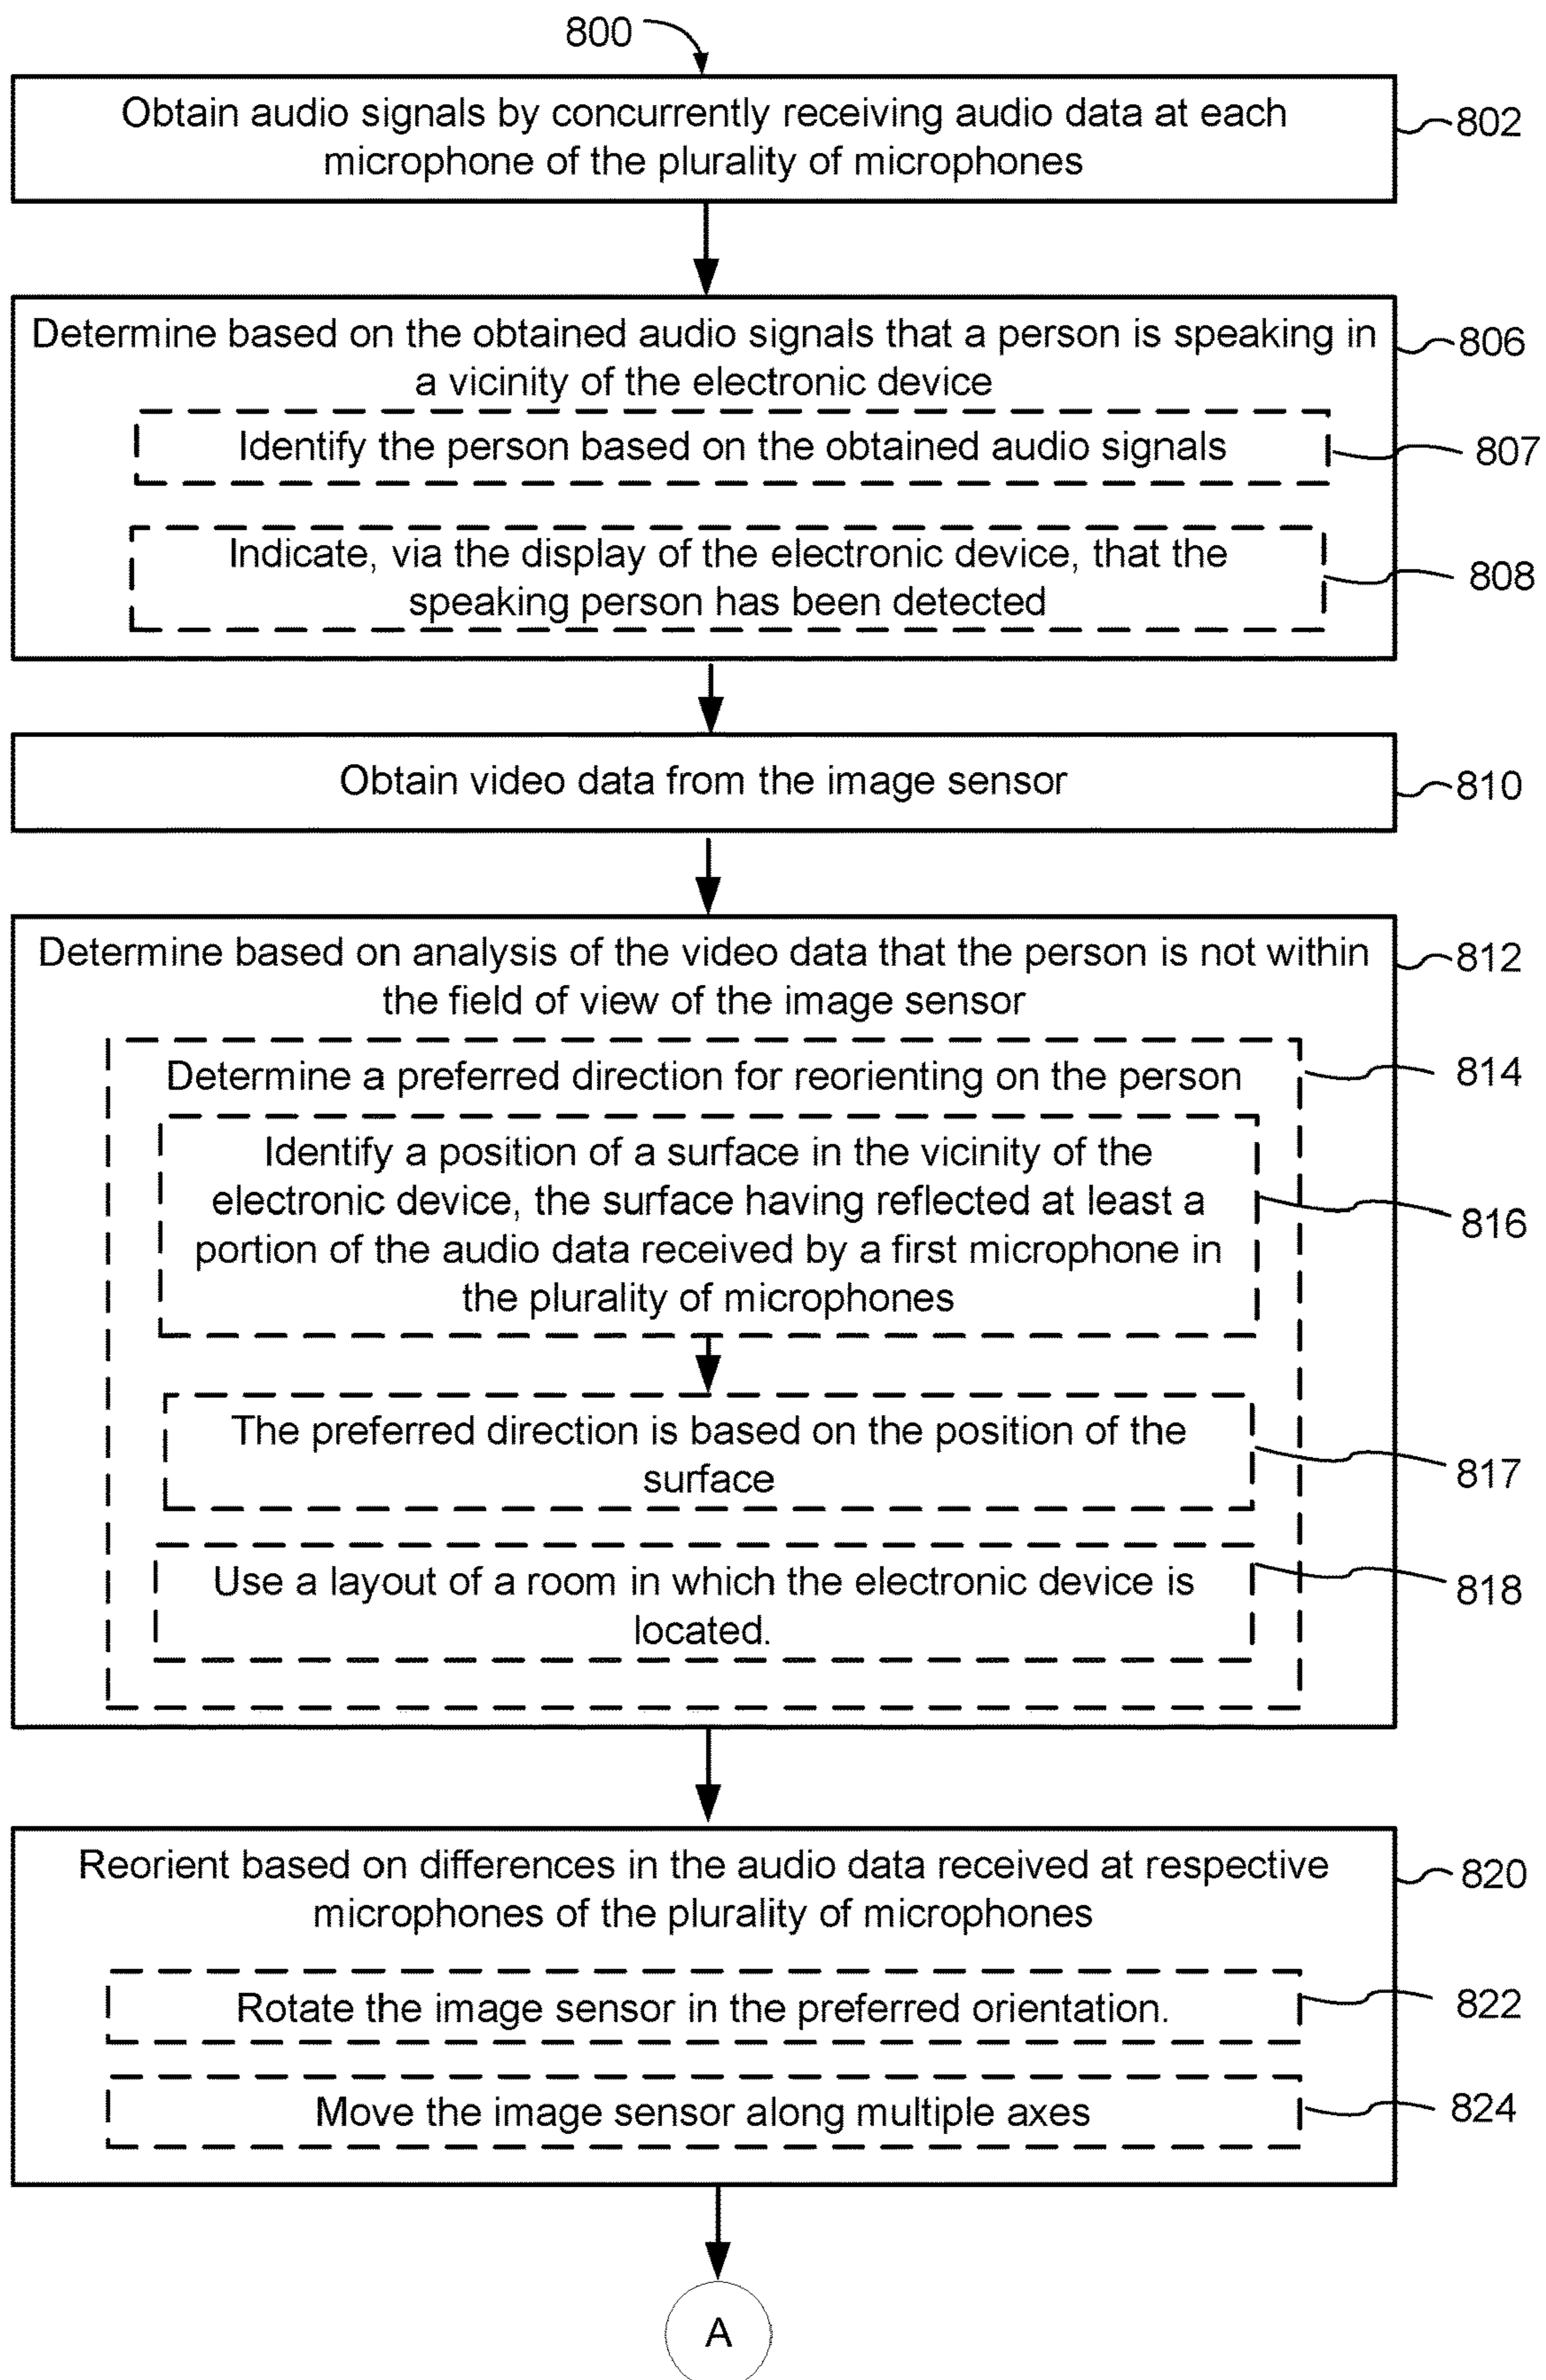 800
Obtain audio signals by concurrently receiving audio data at each
microphone of the plurality of microphones
802
Determine based on the obtained audio signals that a person is speaking in
a vicinity of the electronic device
806
Identify the person based on the obtained audio signals
807
Indicate, via the display of the electronic device, that the
speaking person has been detected
808
Obtain video data from the image sensor
810
Determine based on analysis of the video data that the person is not within
the field of view of the image sensor
812
Determine a preferred direction for reorienting on the person
814
Identify a position of a surface in the vicinity of the
electronic device, the surface having reflected at least a
portion of the audio data received by a first microphone in
the plurality of microphones
816
The preferred direction is based on the position of the
surface
817
Use a layout of a room in which the electronic device is
located.
818
Reorient based on differences in the audio data received at respective
microphones of the plurality of microphones
820
Rotate the image sensor in the preferred orientation.
822
Move the image sensor along multiple axes
824
A